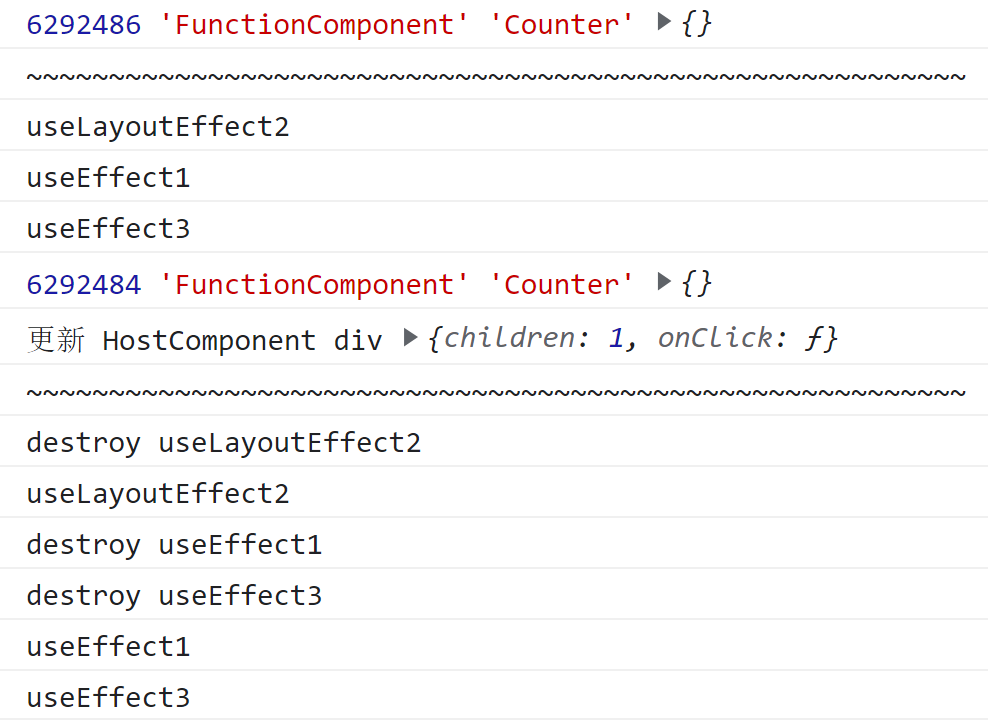 6292486 'FunctionComponent' 'Counter' ▶{}
~~~~~~~~~~~~~~~~~~~~~~~~~~~~~~~~~~~~~~~~~~~~~~~~~~~~~~~~~
useLayoutEffect2
useEffect1
useEffect3
6292484 'FunctionComponent' 'Counter' ▶{}
更新 HostComponent div ▶{children: 1, onClick: ƒ}
~~~~~~~~~~~~~~~~~~~~~~~~~~~~~~~~~~~~~~~~~~~~~~~~~~~~~~~~~
destroy useLayoutEffect2
useLayoutEffect2
destroy useEffect1
destroy useEffect3
useEffect1
useEffect3